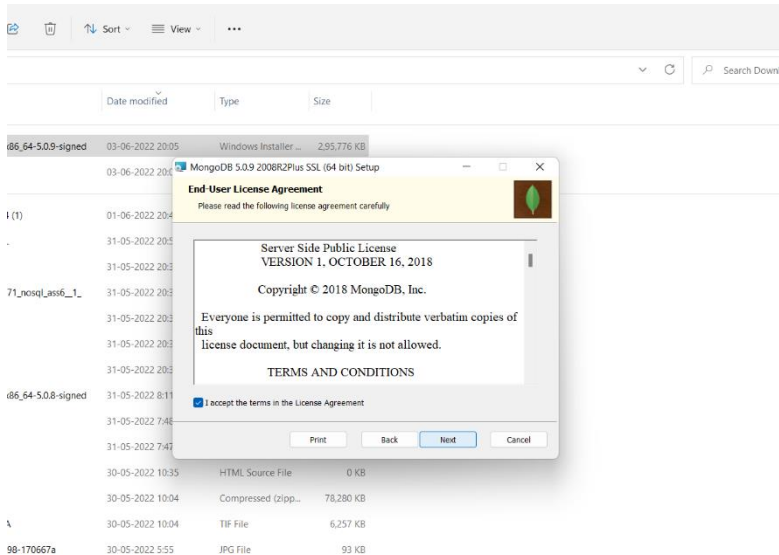 Sort
View
Search Down
Date modified
Type
Size
x86_64-5.0.9-signed 03-06-2022 20:05 Windows Installer ... 2,95,776 KB
03-06-2022 20:0
MongoDB 5.0.9 2008R2Plus SSL (64 bit) Setup
End-User License Agreement
Please read the following license agreement carefully
(1) 01-06-2022 20:4
31-05-2022 20:5
31-05-2022 20:3
71_nosql_ass6__1_ 31-05-2022 20:3
31-05-2022 20:3
31-05-2022 20:3
31-05-2022 20:3
x86_64-5.0.8-signed 31-05-2022 8:11
31-05-2022 7:48
31-05-2022 7:47
Server Side Public License
VERSION 1, OCTOBER 16, 2018
Copyright © 2018 MongoDB, Inc.
Everyone is permitted to copy and distribute verbatim copies of
this
license document, but changing it is not allowed.
TERMS AND CONDITIONS
I accept the terms in the License Agreement
Print Back Next Cancel
30-05-2022 10:35 HTML Source File 0 KB
30-05-2022 10:04 Compressed (zipp... 78,280 KB
A 30-05-2022 10:04 TIF File 6,257 KB
98-170667a 30-05-2022 5:55 JPG File 93 KB